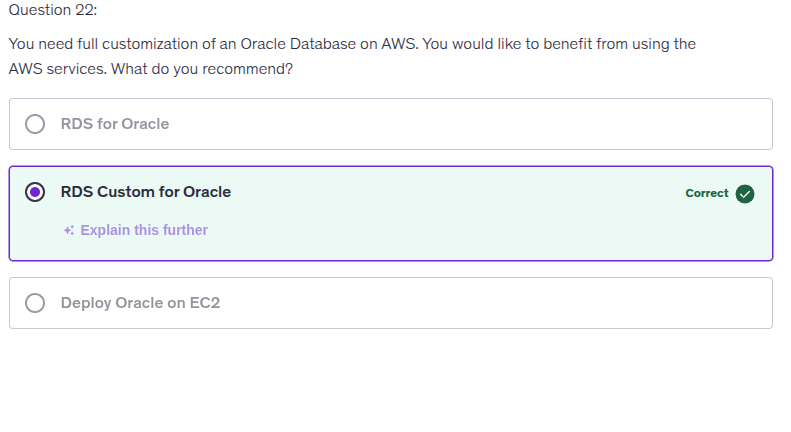 Question 22:
You need full customization of an Oracle Database on AWS. You would like to benefit from using the
AWS services. What do you recommend?
RDS for Oracle
RDS Custom for Oracle
Correct
Explain this further
Deploy Oracle on EC2